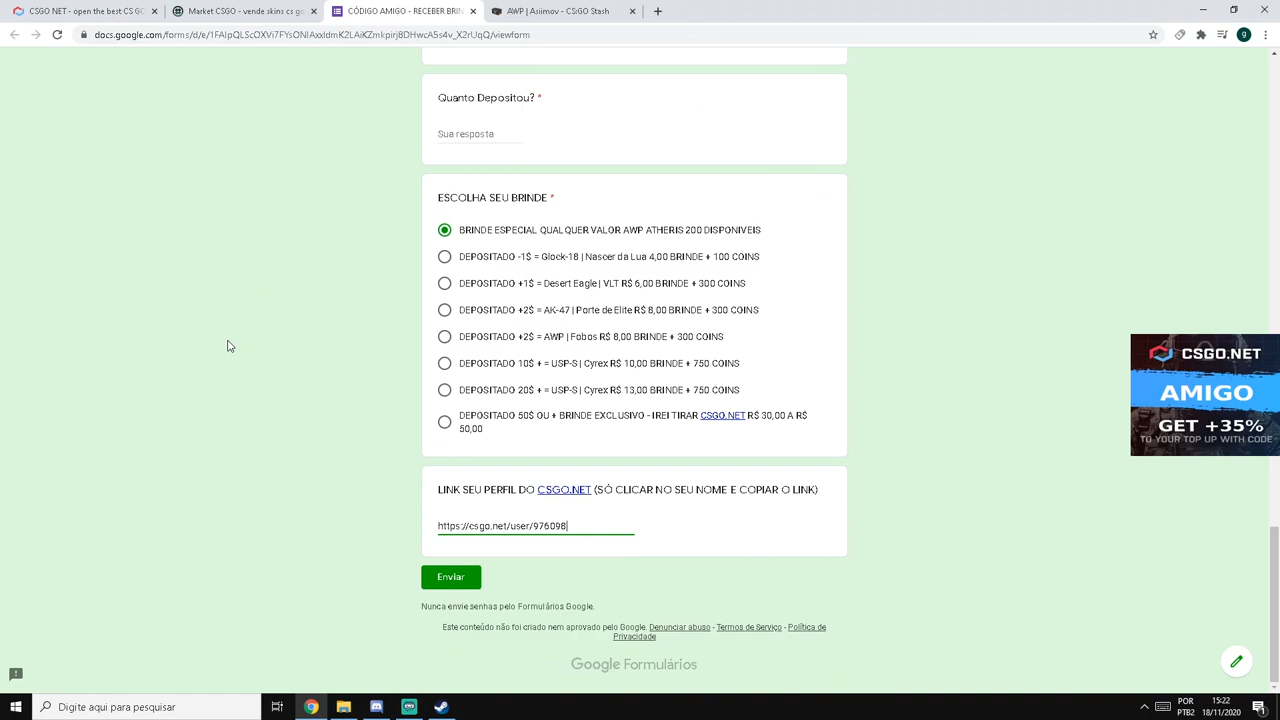 CSGO NET - open the best CS GO
Market CSGO - vende skins cs go
CÓDIGO AMIGO - RECEBER BRIN
AWP | Asiimov - CS:GO Stash
docs.google.com/forms/d/e/1FAIpQLScOXVi7FYsONIAxxIdmK2LAiKZmkpirj8DHwcA5s4v_X2rUqQ/viewform
g
Quanto Depositou? *
Sua resposta
ESCOLHA SEU BRINDE *
BRINDE ESPECIAL QUALQUER VALOR AWP ATHERIS 200 DISPONIVEIS
DEPOSITADO -1$ = Glock-18 | Nascer da Lua 4,00 BRINDE + 100 COINS
DEPOSITADO +1$ = Desert Eagle | VLT R$ 6,00 BRINDE + 300 COINS
DEPOSITADO +2$ = AK-47 | Porte de Elite R$ 8,00 BRINDE + 300 COINS
DEPOSITADO +2$ = AWP | Fobos R$ 8,00 BRINDE + 300 COINS
DEPOSITADO 10$ + = USP-S | Cyrex R$ 10,00 BRINDE + 750 COINS
DEPOSITADO 20$ + = USP-S | Cyrex R$ 13,00 BRINDE + 750 COINS
DEPOSITADO 50$ OU + BRINDE EXCLUSIVO - IREI TIRAR CSGO.NET R$ 30,00 A R$
50,00
CSGO.NET
AMIGO
GET +35%
TO YOUR TOP UP WITH CODE
LINK SEU PERFIL DO CSGO.NET (SÓ CLICAR NO SEU NOME E COPIAR O LINK)
https://csgo.net/user/976098
Enviar
Nunca envie senhas pelo Formulários Google.
Este conteúdo não foi criado nem aprovado pelo Google. Denunciar abuso - Termos de Serviço - Política de
Privacidade
Google Formulários
Digite aqui para pesquisar
POR
PTB2
15:22
18/11/2020
1